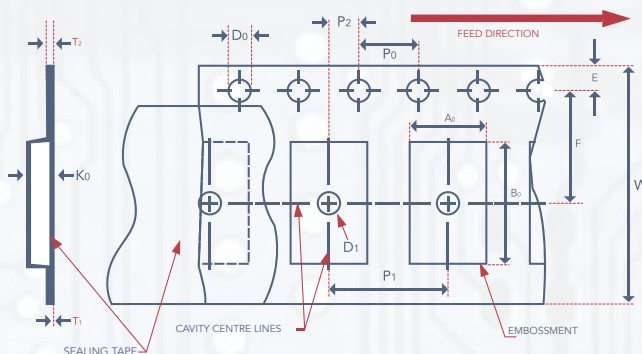 P2
D0
T2
P0
FEED DIRECTION
E
A0
F
K0
B0
W
D1
P1
T1
CAVITY CENTRE LINES
EMBOSSMENT
SEALING TAPE